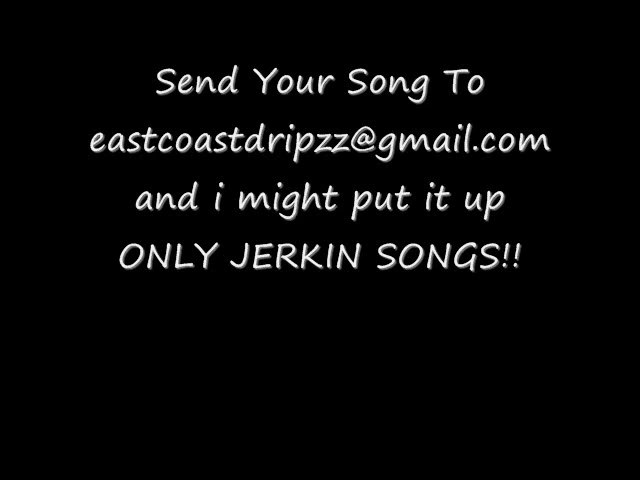 Send Your Song To
eastcoastdripzz@gmail.com
and i might put it up
ONLY JERKIN SONGS!!